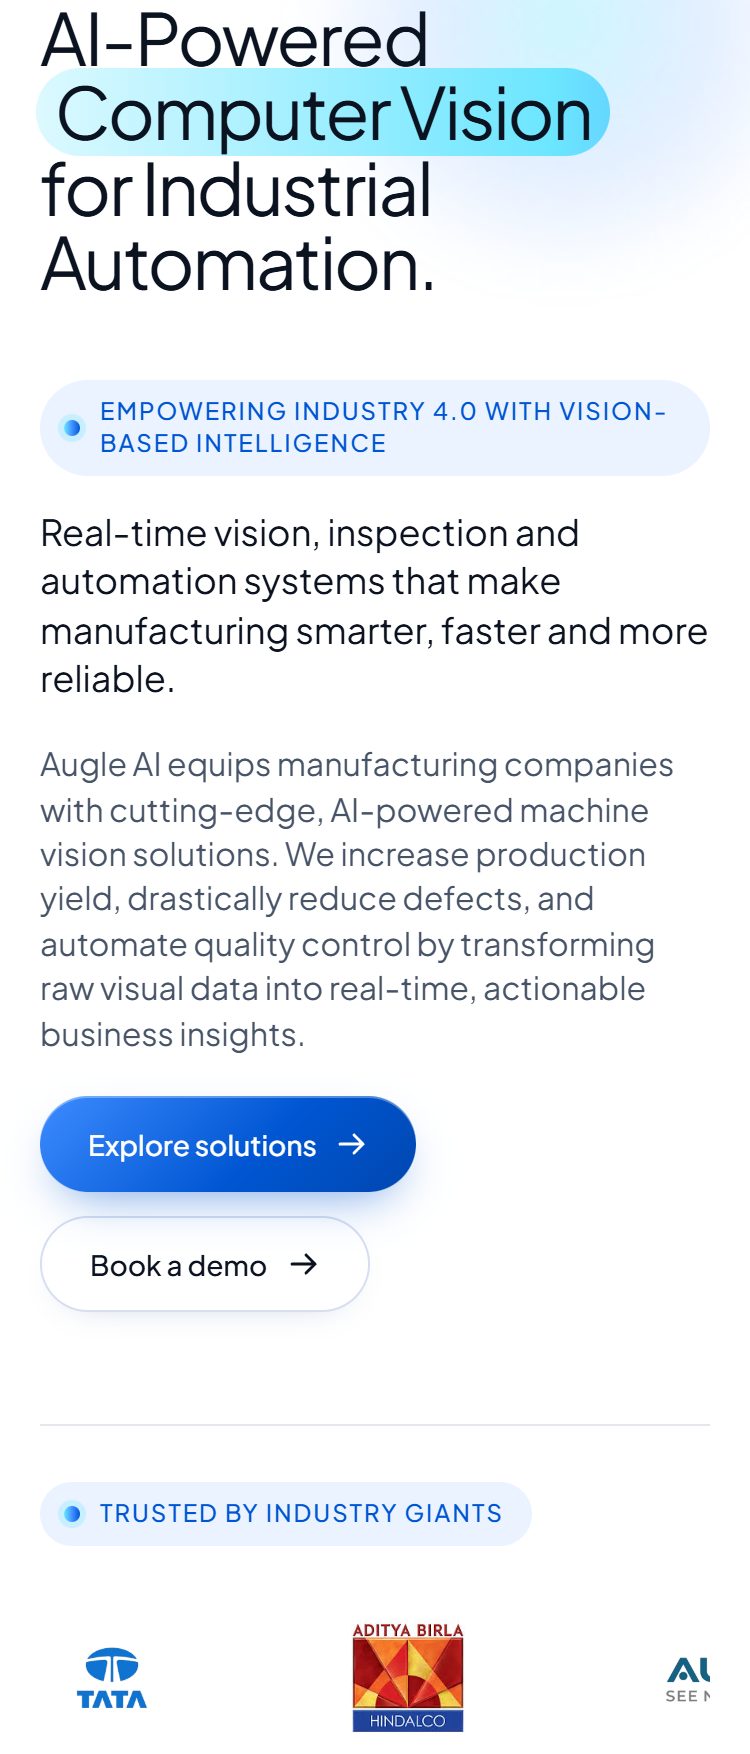 AI-Powered
Computer Vision
for Industrial
Automation.
EMPOWERING INDUSTRY 4.0 WITH VISION-
BASED INTELLIGENCE
Real-time vision, inspection and
automation systems that make
manufacturing smarter, faster and more
reliable.
Augle AI equips manufacturing companies
with cutting-edge, AI-powered machine
vision solutions. We increase production
yield, drastically reduce defects, and
automate quality control by transforming
raw visual data into real-time, actionable
business insights.
Explore solutions →
Book a demo →
TRUSTED BY INDUSTRY GIANTS
TATA
ADITYA BIRLA
HINDALCO
SEE